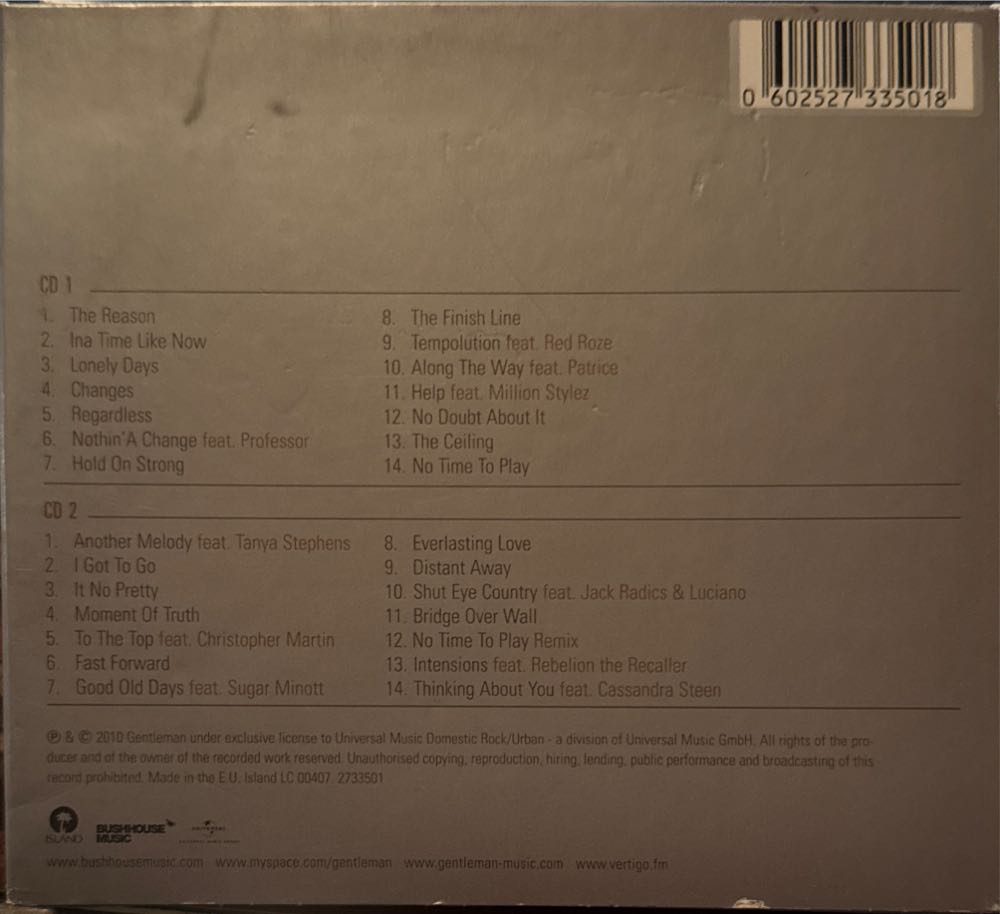 0 602527 335018
CD 1
1. The Reason
2. Ina Time Like Now
3. Lonely Days
4. Changes
5. Regardless
6. Nothin'A Change feat. Professor
7. Hold On Strong
8. The Finish Line
9. Tempolution feat. Red Roze
10. Along The Way feat. Patrice
11. Help feat. Million Stylez
12. No Doubt About It
13. The Ceiling
14. No Time To Play
CD 2
1. Another Melody feat. Tanya Stephens
2. I Got To Go
3. It No Pretty
4. Moment Of Truth
5. To The Top feat. Christopher Martin
6. Fast Forward
7. Good Old Days feat. Sugar Minott
8. Everlasting Love
9. Distant Away
10. Shut Eye Country feat. Jack Radics & Luciano
11. Bridge Over Wall
12. No Time To Play Remix
13. Intensions feat. Rebelion the Recaller
14. Thinking About You feat. Cassandra Steen
℗ & © 2010 Gentleman under exclusive license to Universal Music Domestic Rock/Urban - a division of Universal Music GmbH. All rights of the pro-
ducer and of the owner of the recorded work reserved. Unauthorised copying, reproduction, hiring, lending, public performance and broadcasting of this
record prohibited. Made in the E.U. Island LC 00407. 2733501
ISLAND
BUSHHOUSE
MUSIC
UNIVERSAL
www.bushhousemusic.com www.myspace.com/gentleman www.gentleman-music.com www.vertigo.fm